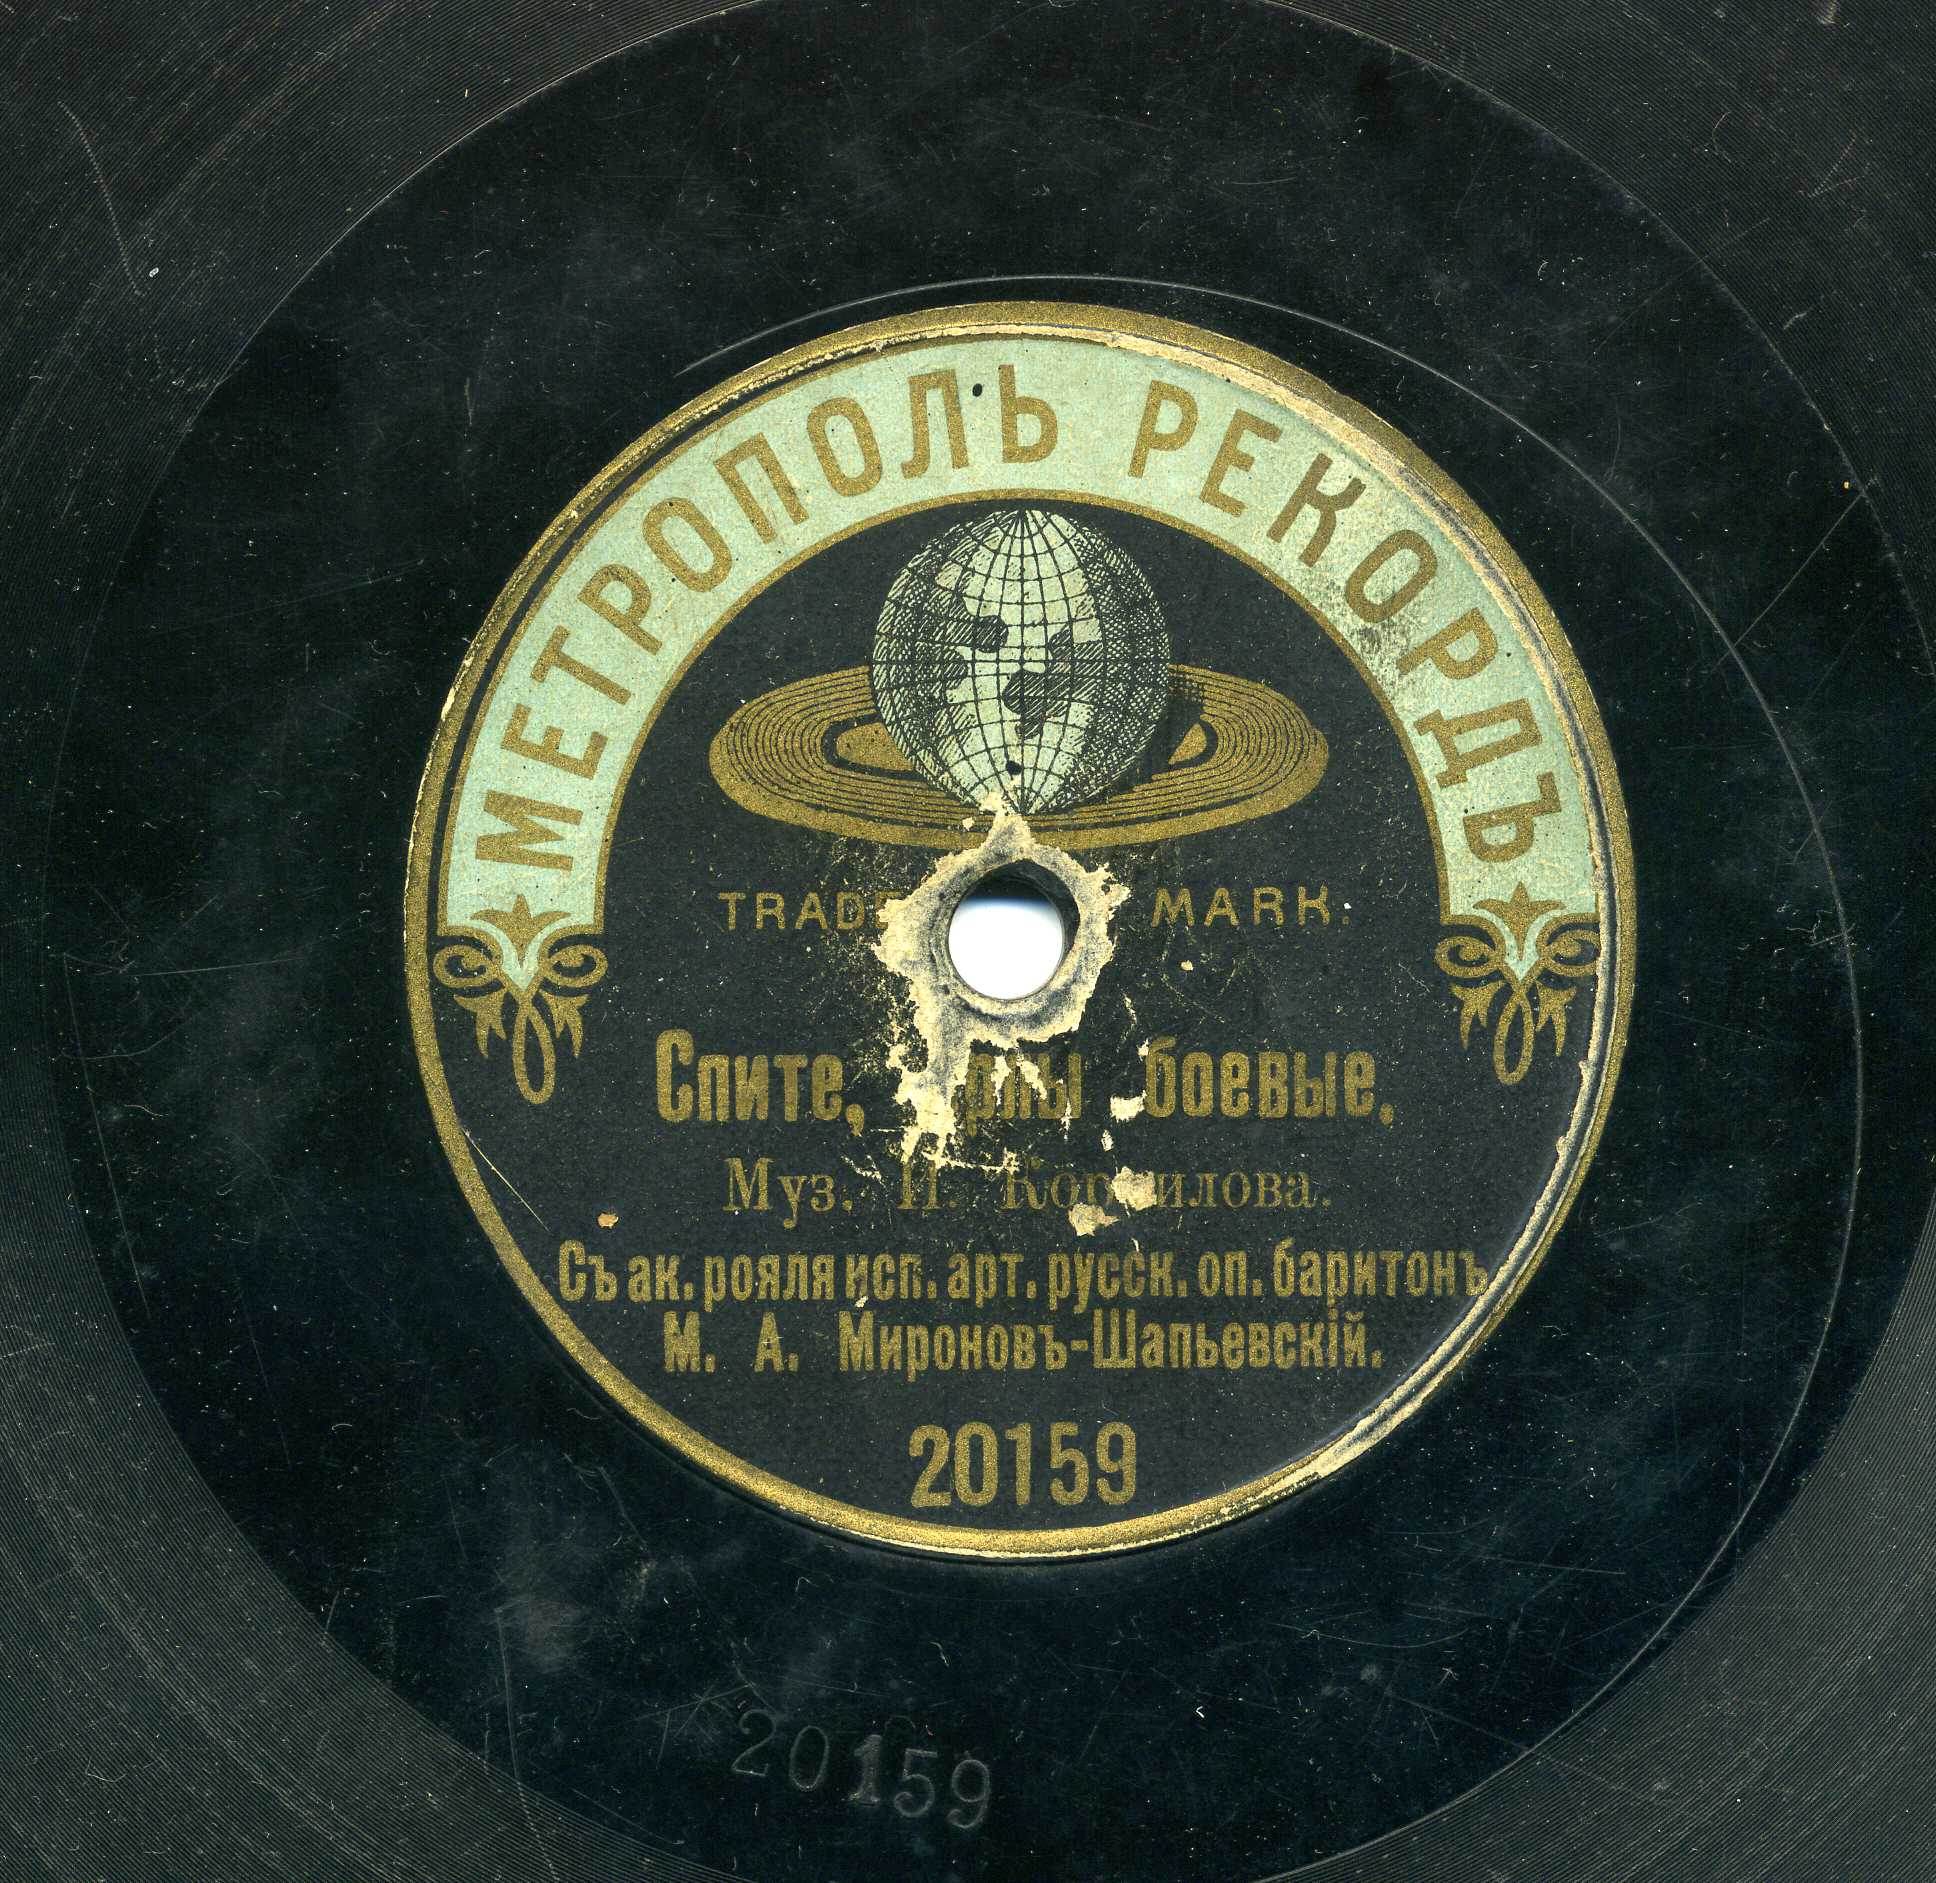 МЕТРОПОЛЬ РЕКОРДЪ
TRADE MARK.
Спите, боевые.
Муз.
Съ ак. рояля исп. арт. русск. оп. баритонъ
М. А. Мироновъ-Шапьевскій.
20159
20159